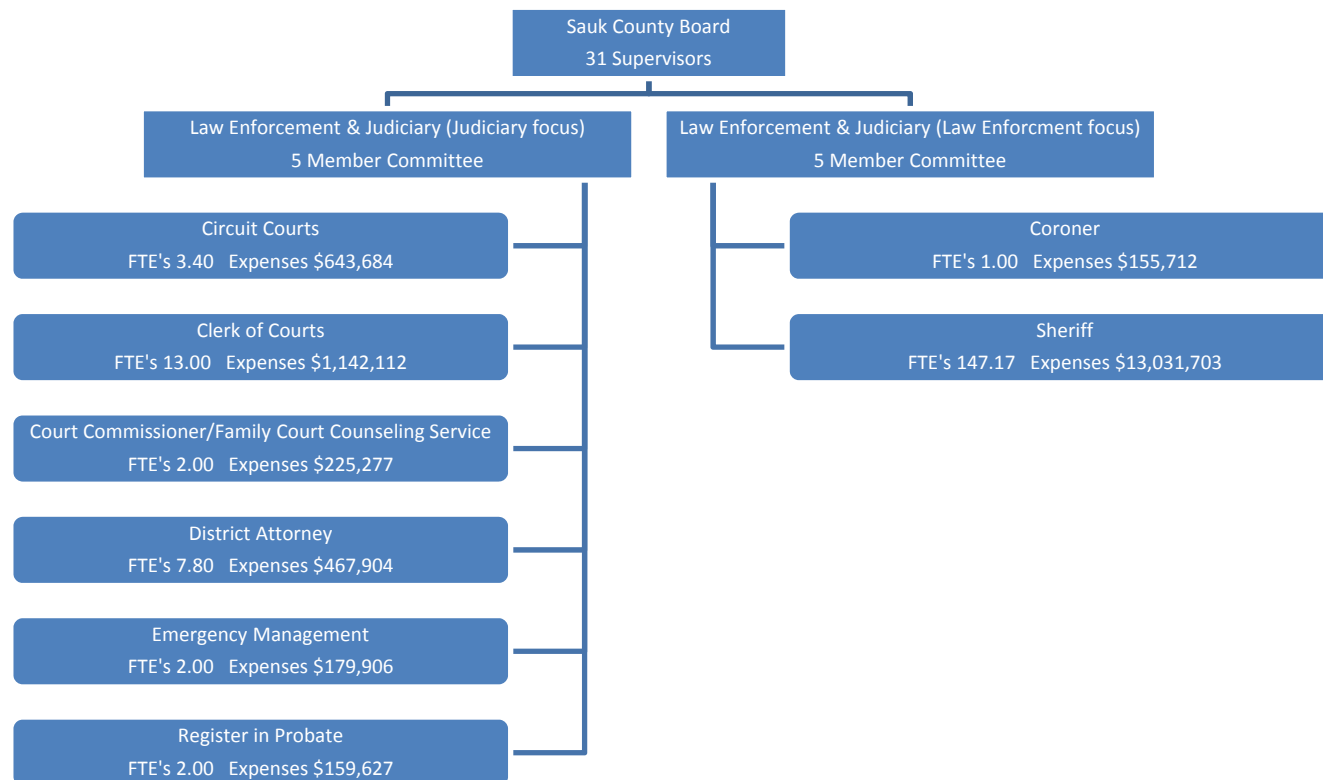 Sauk County Board
31 Supervisors
Law Enforcement & Judiciary (Judiciary focus)
5 Member Committee
Law Enforcement & Judiciary (Law Enforcment focus)
5 Member Committee
Circuit Courts
FTE's 3.40 Expenses $643,684
Clerk of Courts
FTE's 13.00 Expenses $1,142,112
Court Commissioner/Family Court Counseling Service
FTE's 2.00 Expenses $225,277
District Attorney
FTE's 7.80 Expenses $467,904
Emergency Management
FTE's 2.00 Expenses $179,906
Register in Probate
FTE's 2.00 Expenses $159,627
Coroner
FTE's 1.00 Expenses $155,712
Sheriff
FTE's 147.17 Expenses $13,031,703